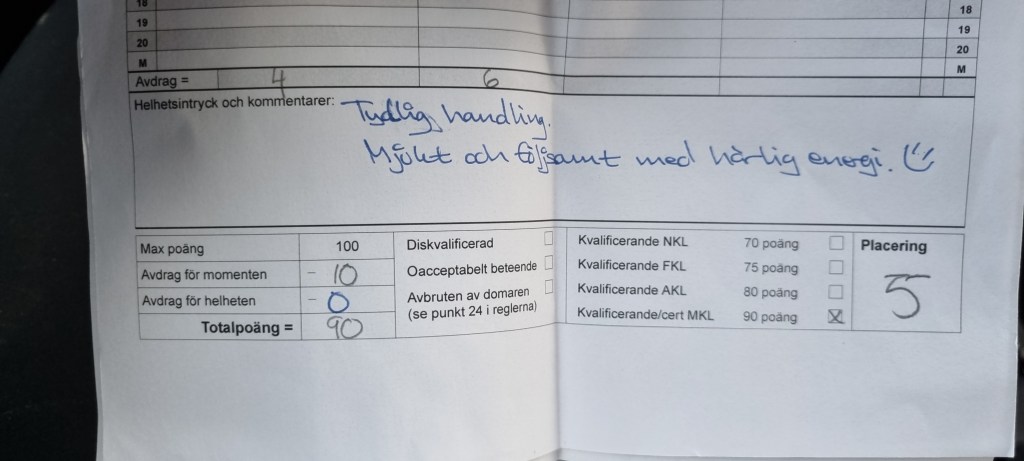 18 18
19 19
20 20
M M
Avdrag = 4 6
Helhetsintryck och kommentarer: Tydlig handling.
Mjukt och följsamt med härlig energi.
Max poäng 100
Avdrag för momenten - 10
Avdrag för helheten - 0
Totalpoäng = 90
Diskvalificerad
Oacceptabelt beteende
Avbruten av domaren
(se punkt 24 i reglerna)
Kvalificerande NKL 70 poäng
Kvalificerande FKL 75 poäng
Kvalificerande AKL 80 poäng
Kvalificerande/cert MKL 90 poäng
Placering
5